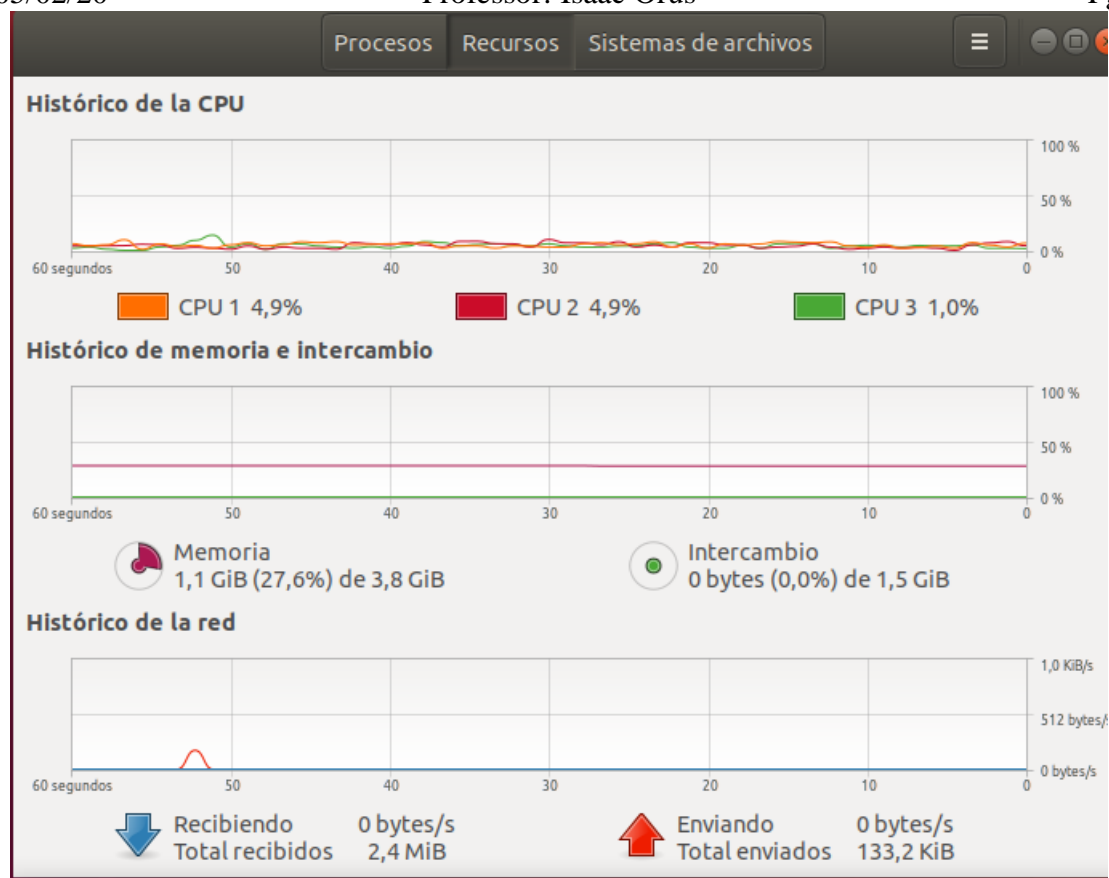 Procesos Recursos Sistemas de archivos
Histórico de la CPU
100 %
50 %
0 %
60 segundos 50 40 30 20 10 0
CPU 1 4,9% CPU 2 4,9% CPU 3 1,0%
Histórico de memoria e intercambio
100 %
50 %
0 %
60 segundos 50 40 30 20 10 0
Memoria
1,1 GiB (27,6%) de 3,8 GiB
Intercambio
0 bytes (0,0%) de 1,5 GiB
Histórico de la red
1,0 KiB/s
512 bytes/s
0 bytes/s
60 segundos 50 40 30 20 10 0
Recibiendo 0 bytes/s
Total recibidos 2,4 MiB
Enviando 0 bytes/s
Total enviados 133,2 KiB